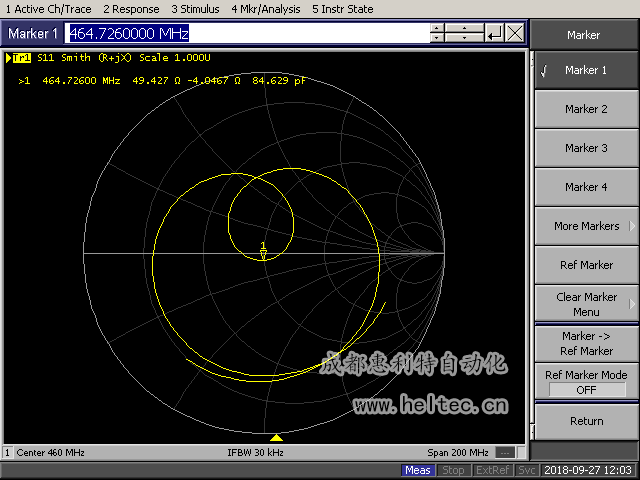 1 Active Ch/Trace 2 Response 3 Stimulus 4 Mkr/Analysis 5 Instr State
Marker 1 464.7260000 MHz
Marker
Tr1 S11 Smith (R+jX) Scale 1.000U
>1 464.72600 MHz 49.427 Ω -4.0467 Ω 84.629 pF
√ Marker 1
Marker 2
Marker 3
Marker 4
More Markers
Ref Marker
Clear Marker
Menu
Marker ->
Ref Marker
Ref Marker Mode
OFF
Return
1
成都惠利特自动化
www.heltec.cn
1 Center 460 MHz IFBW 30 kHz Span 200 MHz ---
Meas Stop ExtRef Svc 2018-09-27 12:03